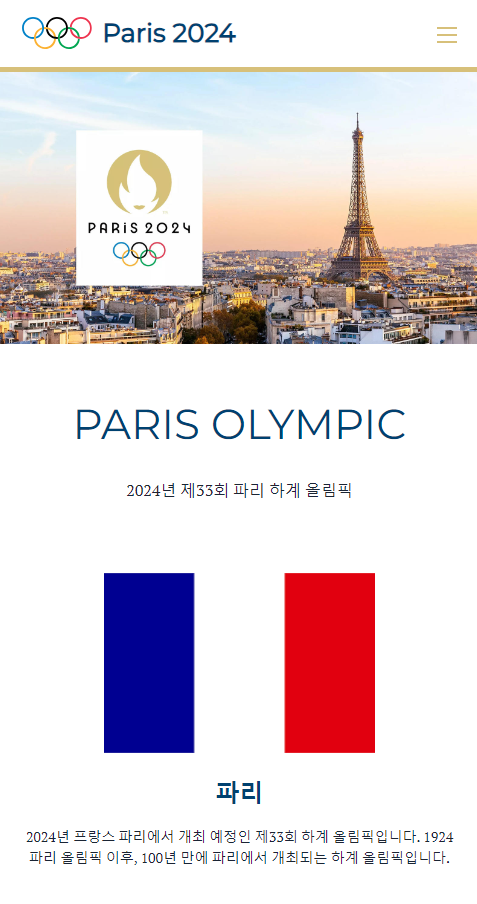 Paris 2024
PARIS 2024
PARIS OLYMPIC
2024년 제33회 파리 하계 올림픽
파리
2024년 프랑스 파리에서 개최 예정인 제33회 하계 올림픽입니다. 1924
파리 올림픽 이후, 100년 만에 파리에서 개최되는 하계 올림픽입니다.